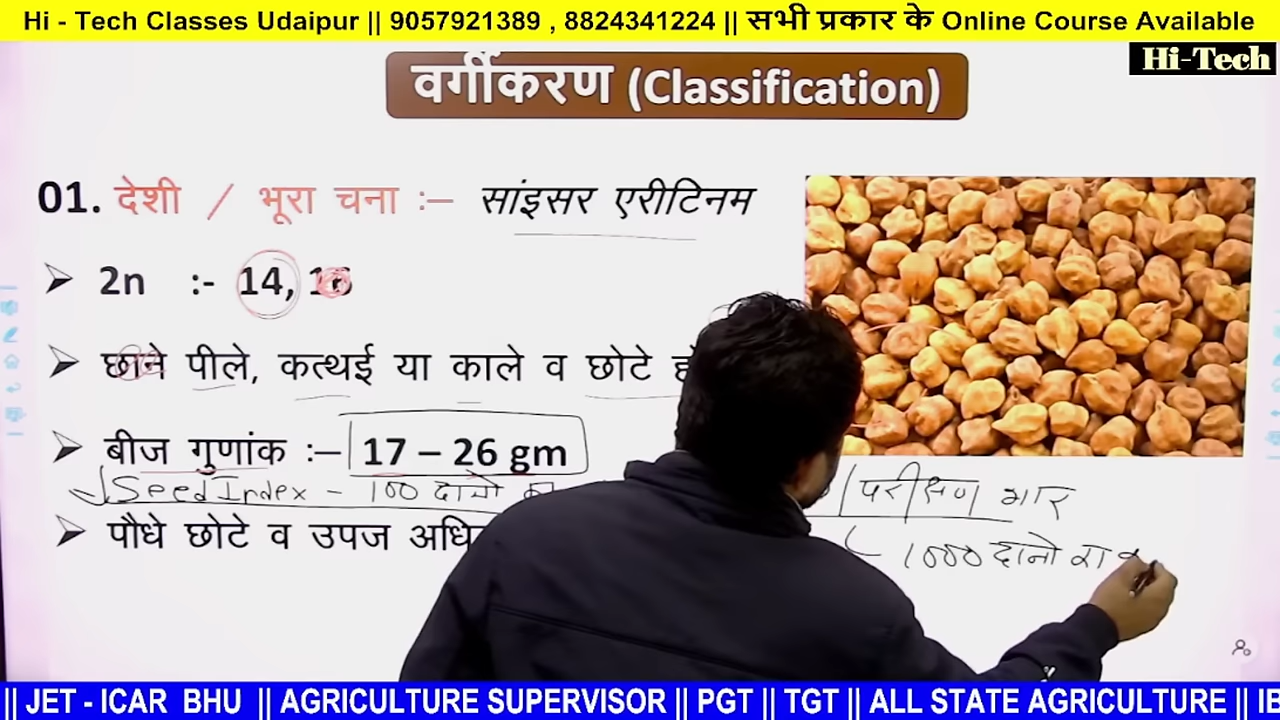 Hi - Tech Classes Udaipur || 9057921389 , 8824341224 || सभी प्रकार के Online Course Available
Hi-Tech
वर्गीकरण (Classification)
01. देशी / भूरा चना :– सांइसर एरीटिनम
2n :- 14, 16
छाने पीले, कत्थई या काले व छोटे
बीज गुणांक :– 17 – 26 gm
Seed Index - 100 दानो का
परीक्षण भार
पौधे छोटे व उपज
1000 दानो का
|| JET - ICAR BHU || AGRICULTURE SUPERVISOR || PGT || TGT || ALL STATE AGRICULTURE ||